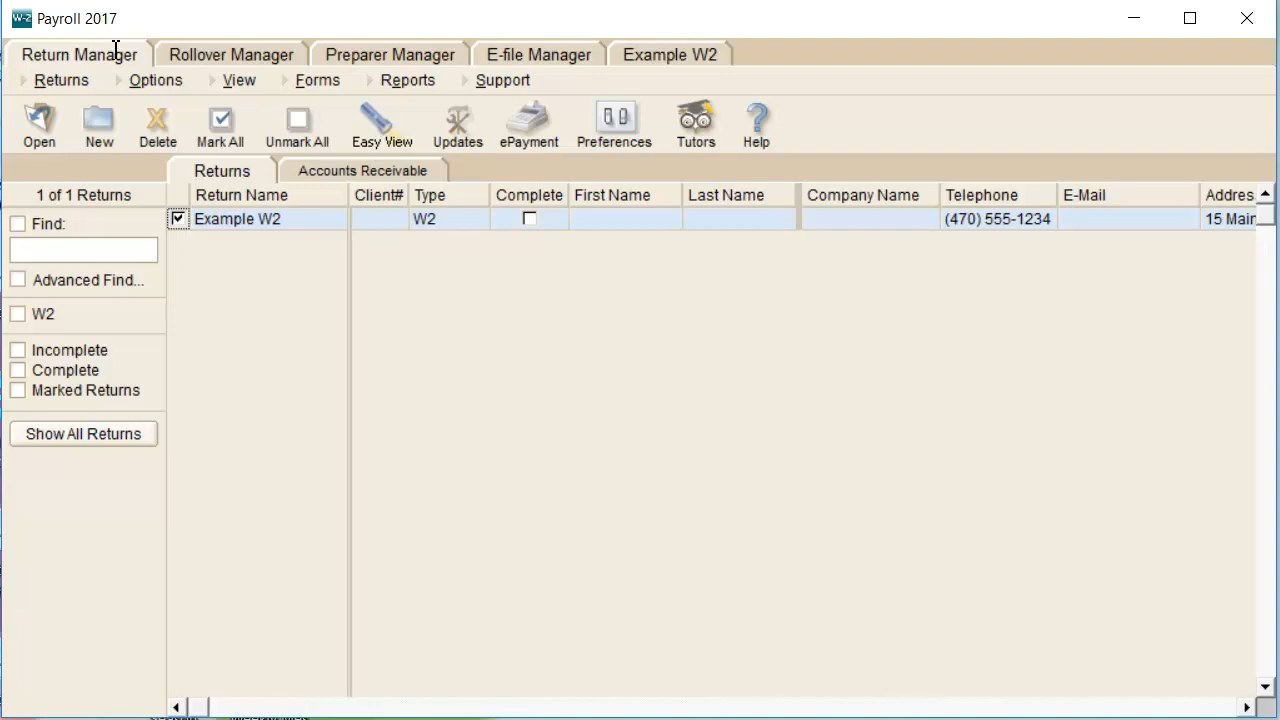 W-2 Payroll 2017
Return Manager Rollover Manager Preparer Manager E-file Manager Example W2
Returns Options View Forms Reports Support
Open New Delete Mark All Unmark All Easy View Updates ePayment Preferences Tutors Help
Returns Accounts Receivable
1 of 1 Returns Return Name Client# Type Complete First Name Last Name Company Name Telephone E-Mail Addres
Find: Example W2 W2 (470) 555-1234 15 Main
Advanced Find...
W2
Incomplete
Complete
Marked Returns
Show All Returns